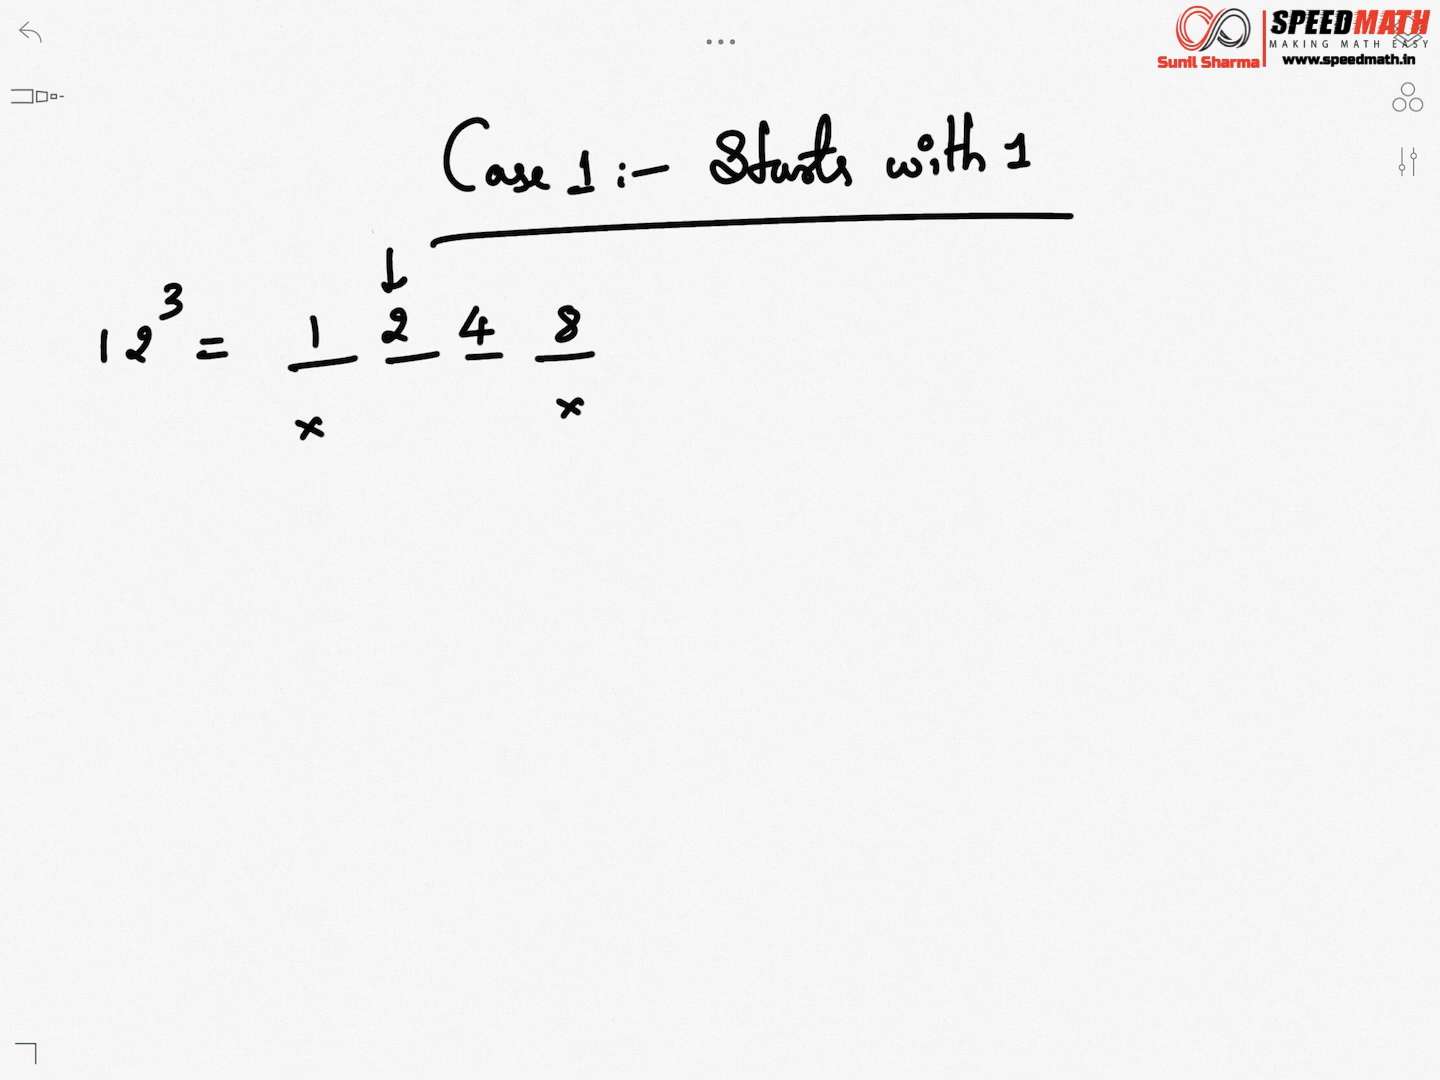 SPEEDMATH
MAKING MATH EASY
Sunil Sharma
www.speedmath.in
Case 1 :- Starts with 1
↓
12³ = 1 2 4 8
x x